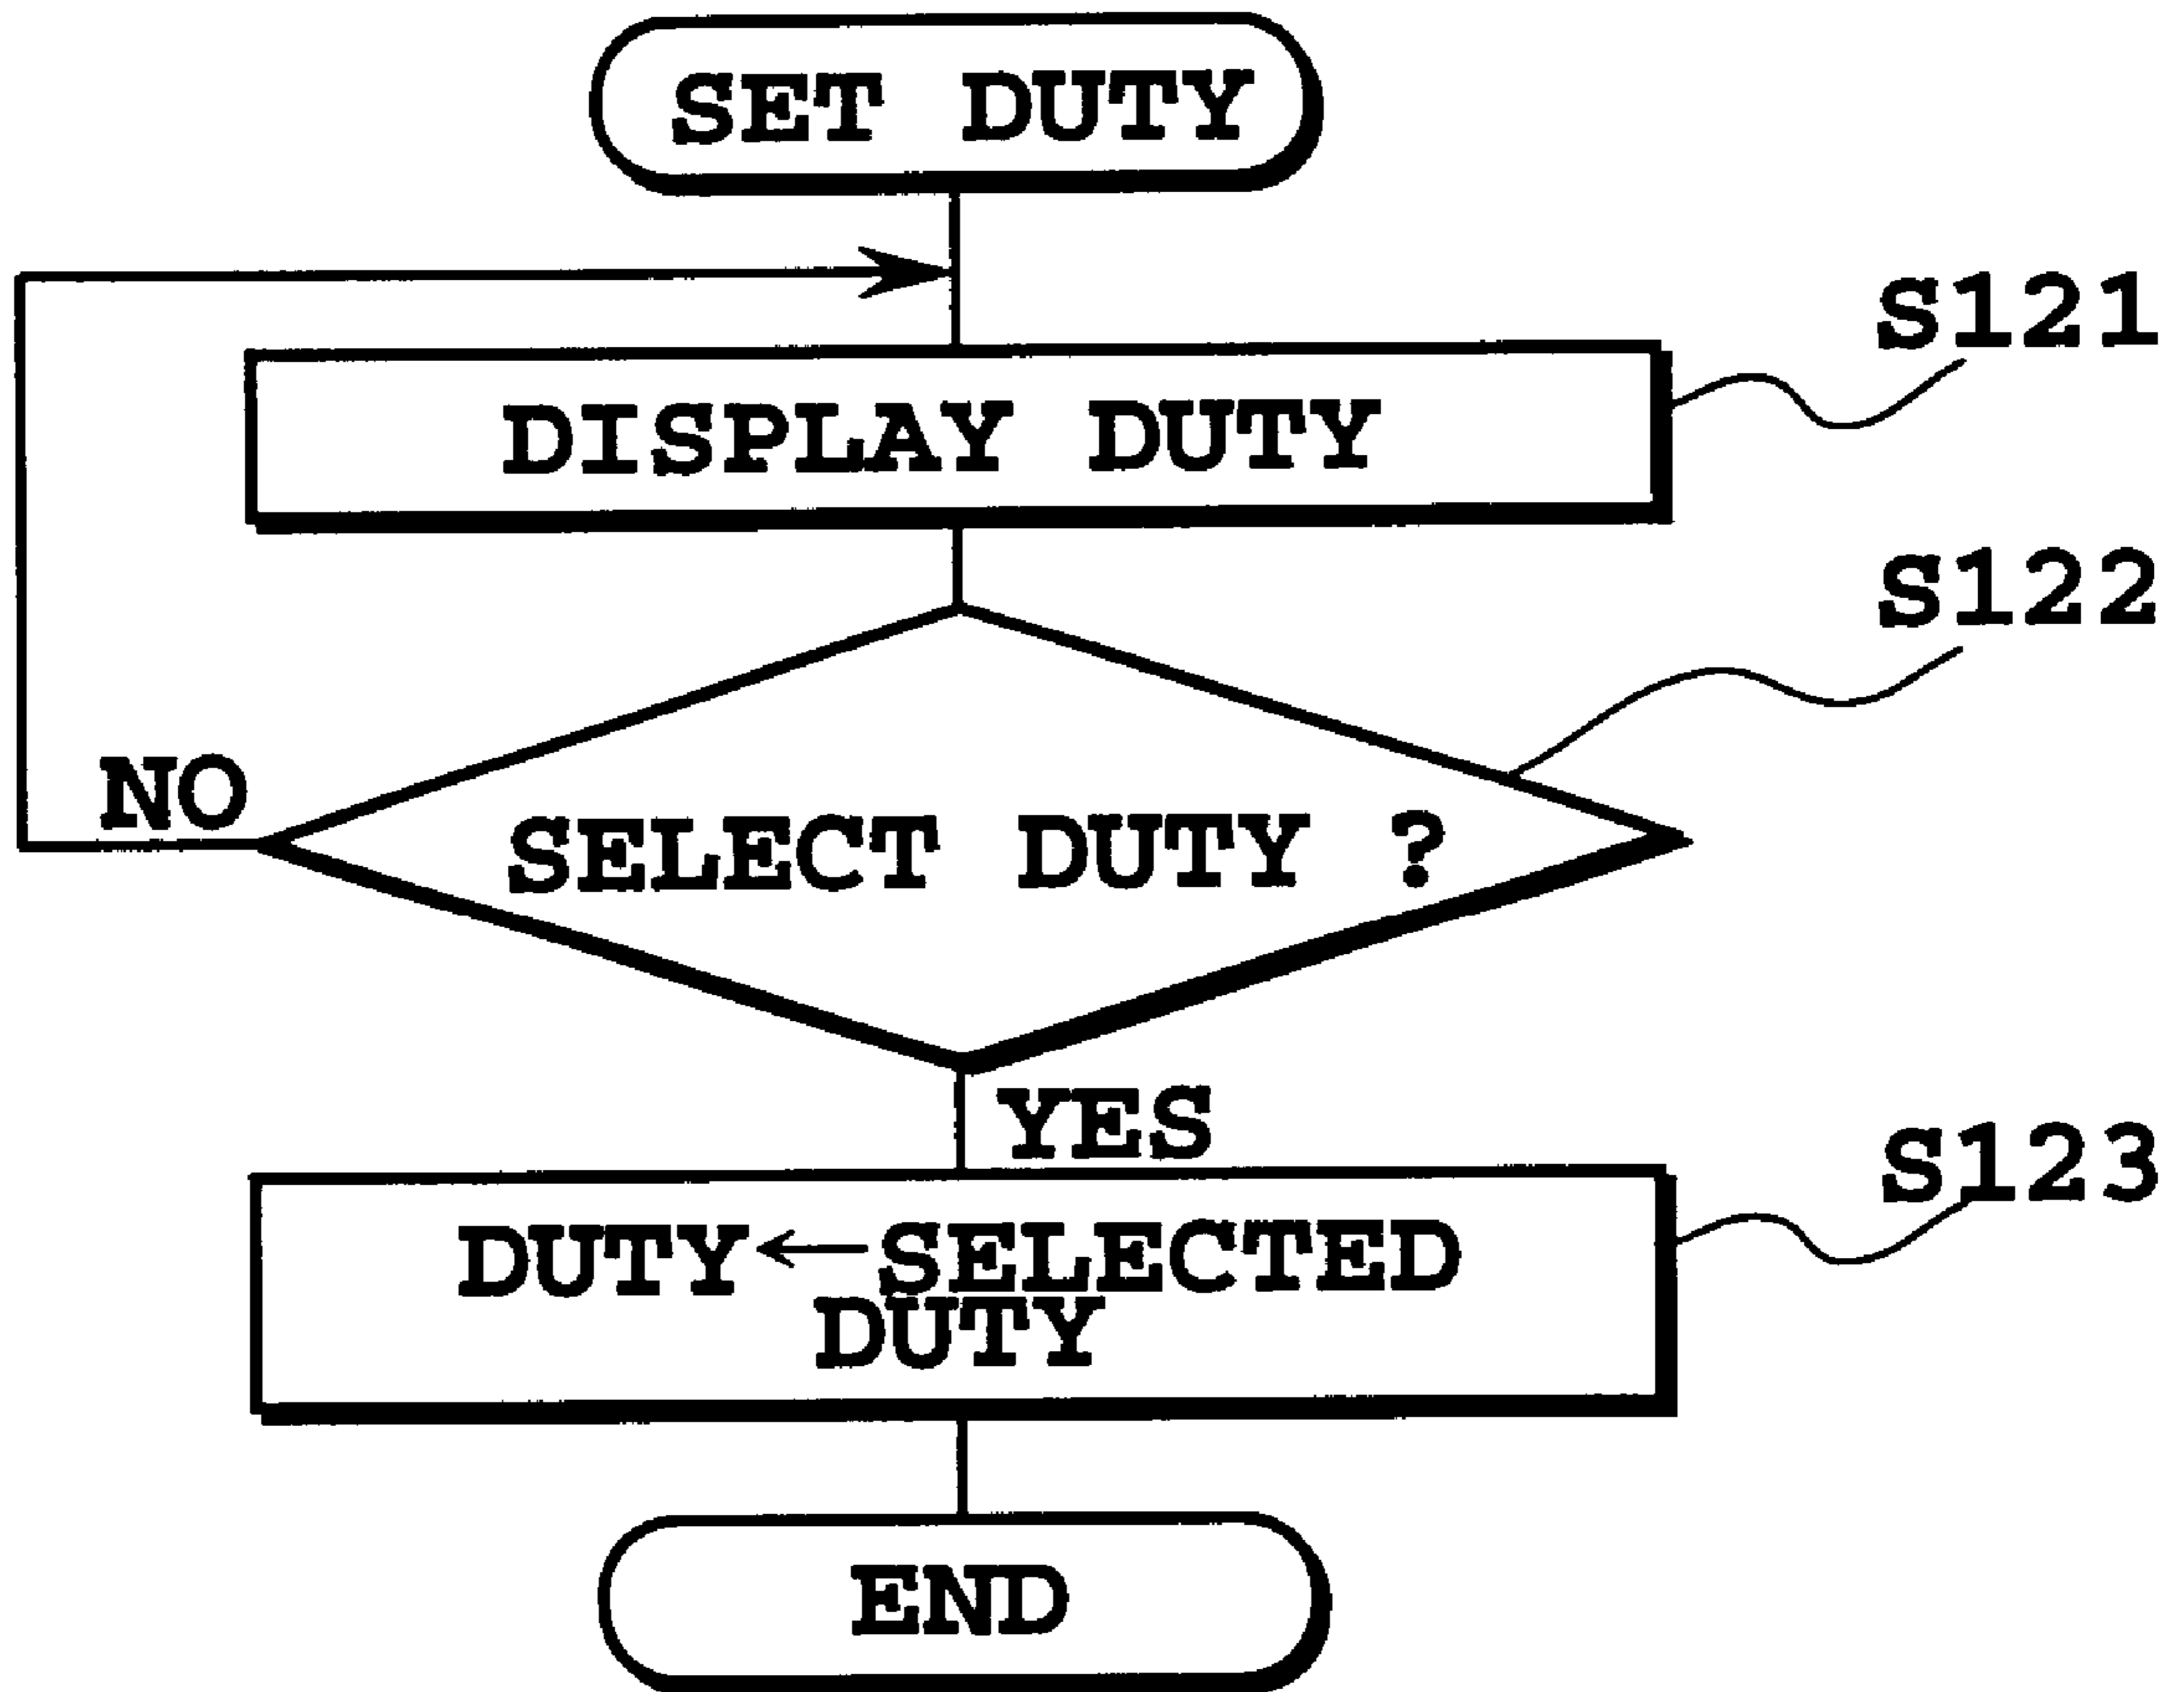 SET DUTY
S121
DISPLAY DUTY
S122
NO
SELECT DUTY ?
YES
S123
DUTY←SELECTED
DUTY
END